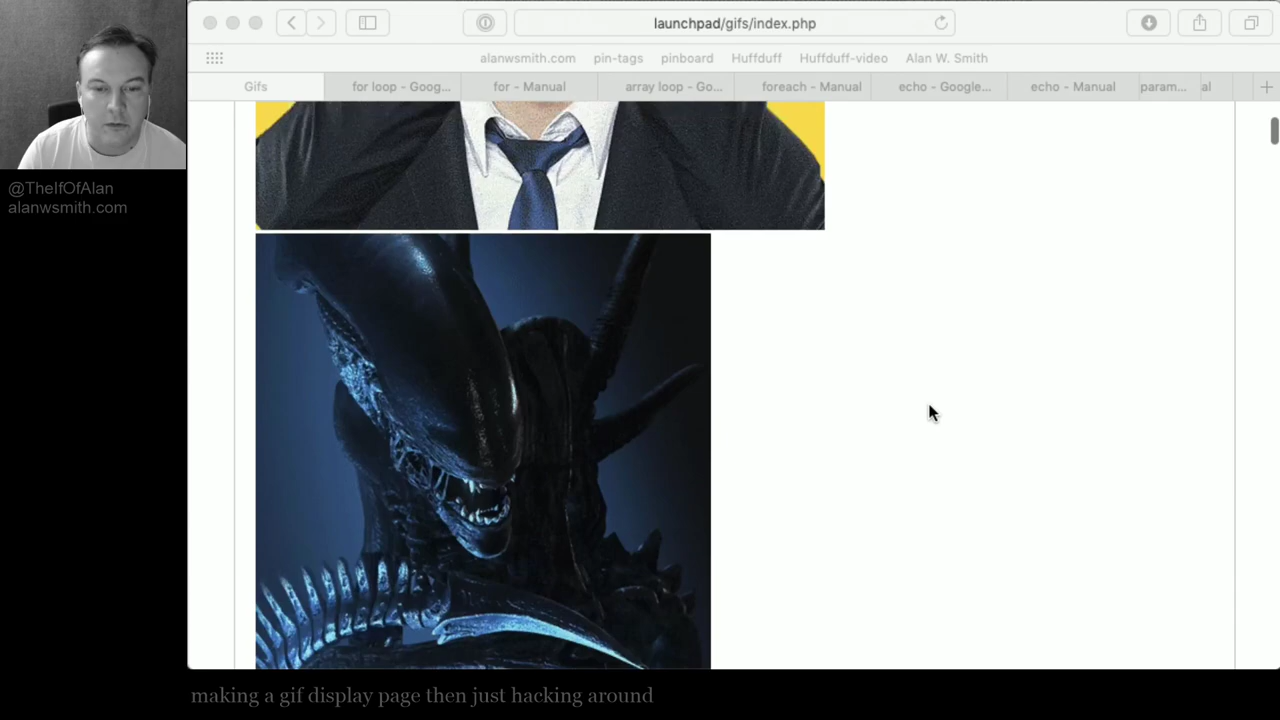 launchpad/gifs/index.php
alanwsmith.com pin-tags pinboard Huffduff Huffduff-video Alan W. Smith
Gifs for loop - Goog... for - Manual array loop - Go... foreach - Manual echo - Google... echo - Manual param... al
@TheIfOfAlan
alanwsmith.com
making a gif display page then just hacking around